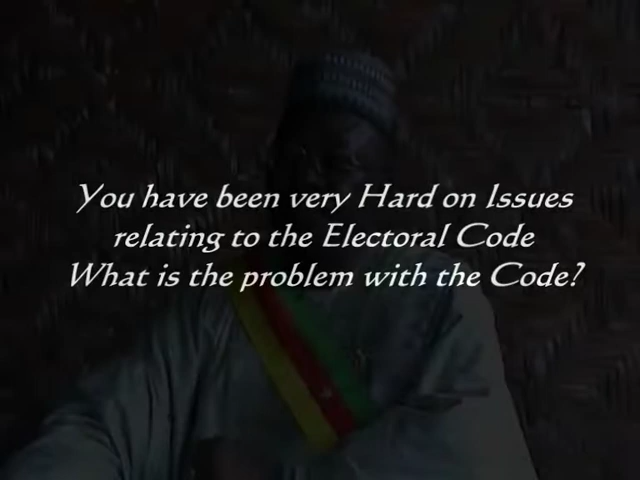 You have been very Hard on Issues
relating to the Electoral Code
What is the problem with the Code?